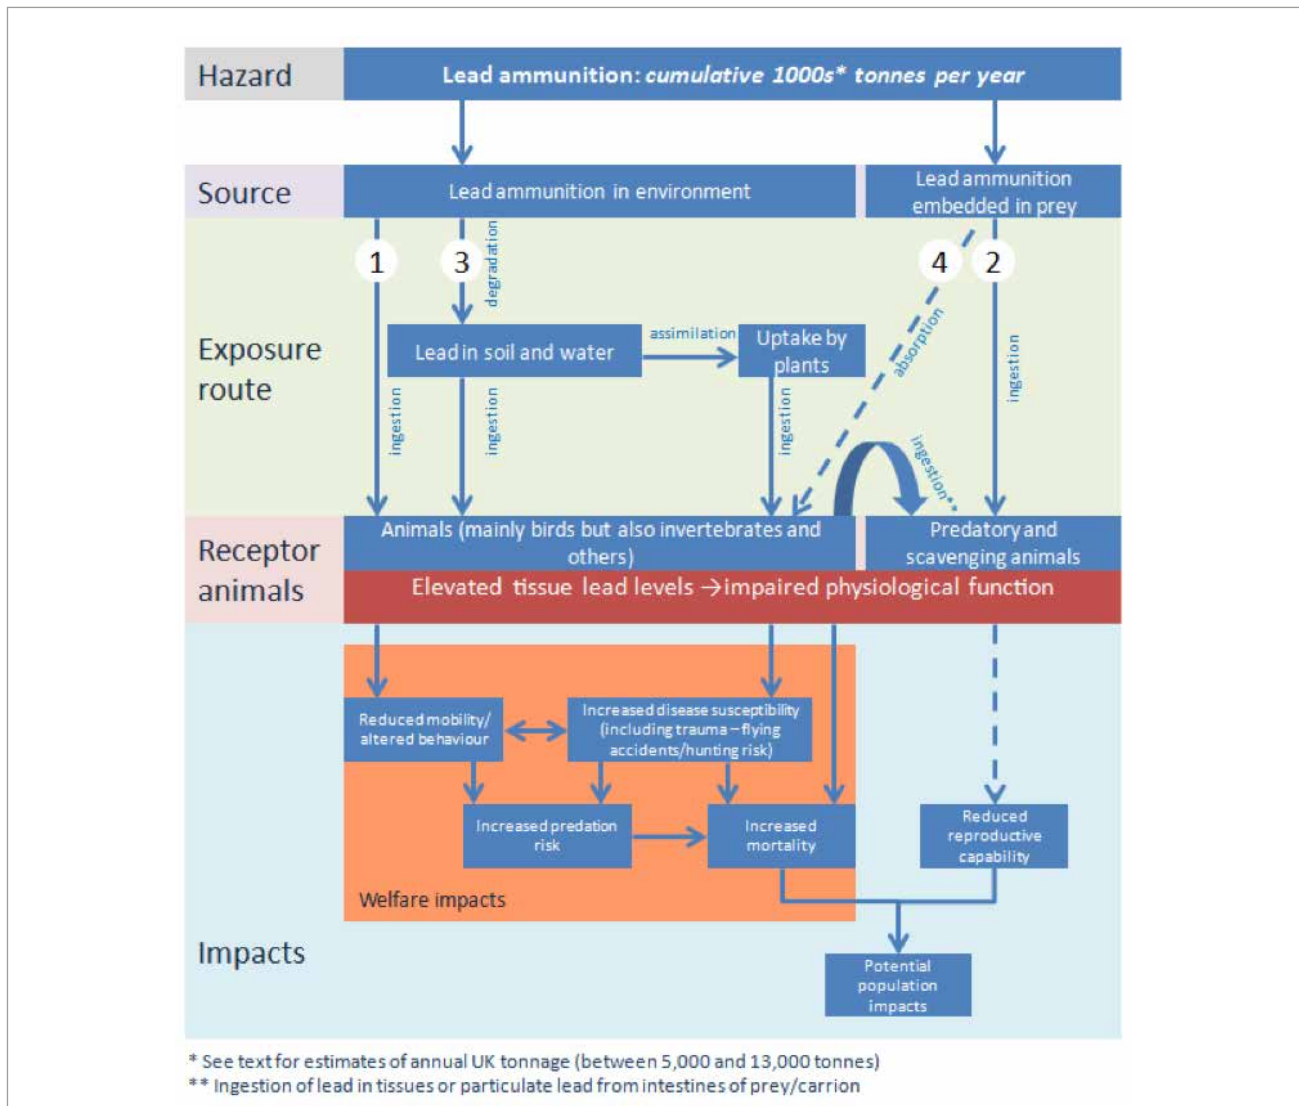 Hazard
Lead ammunition: cumulative 1000s* tonnes per year
Source
Lead ammunition in environment
Lead ammunition
embedded in prey
1
3
degradation
4
2
Exposure
route
Lead in soil and water
assimilation
Uptake by
plants
absorption
ingestion
ingestion
ingestion
ingestion
ingestion**
Receptor
animals
Animals (mainly birds but also invertebrates and
others)
Predatory and
scavenging animals
Elevated tissue lead levels →impaired physiological function
Impacts
Reduced mobility/
altered behaviour
Increased disease susceptibility
(including trauma – flying
accidents/hunting risk)
Increased predation
risk
Increased
mortality
Reduced
reproductive
capability
Welfare impacts
Potential
population
impacts
* See text for estimates of annual UK tonnage (between 5,000 and 13,000 tonnes)
** Ingestion of lead in tissues or particulate lead from intestines of prey/carrion